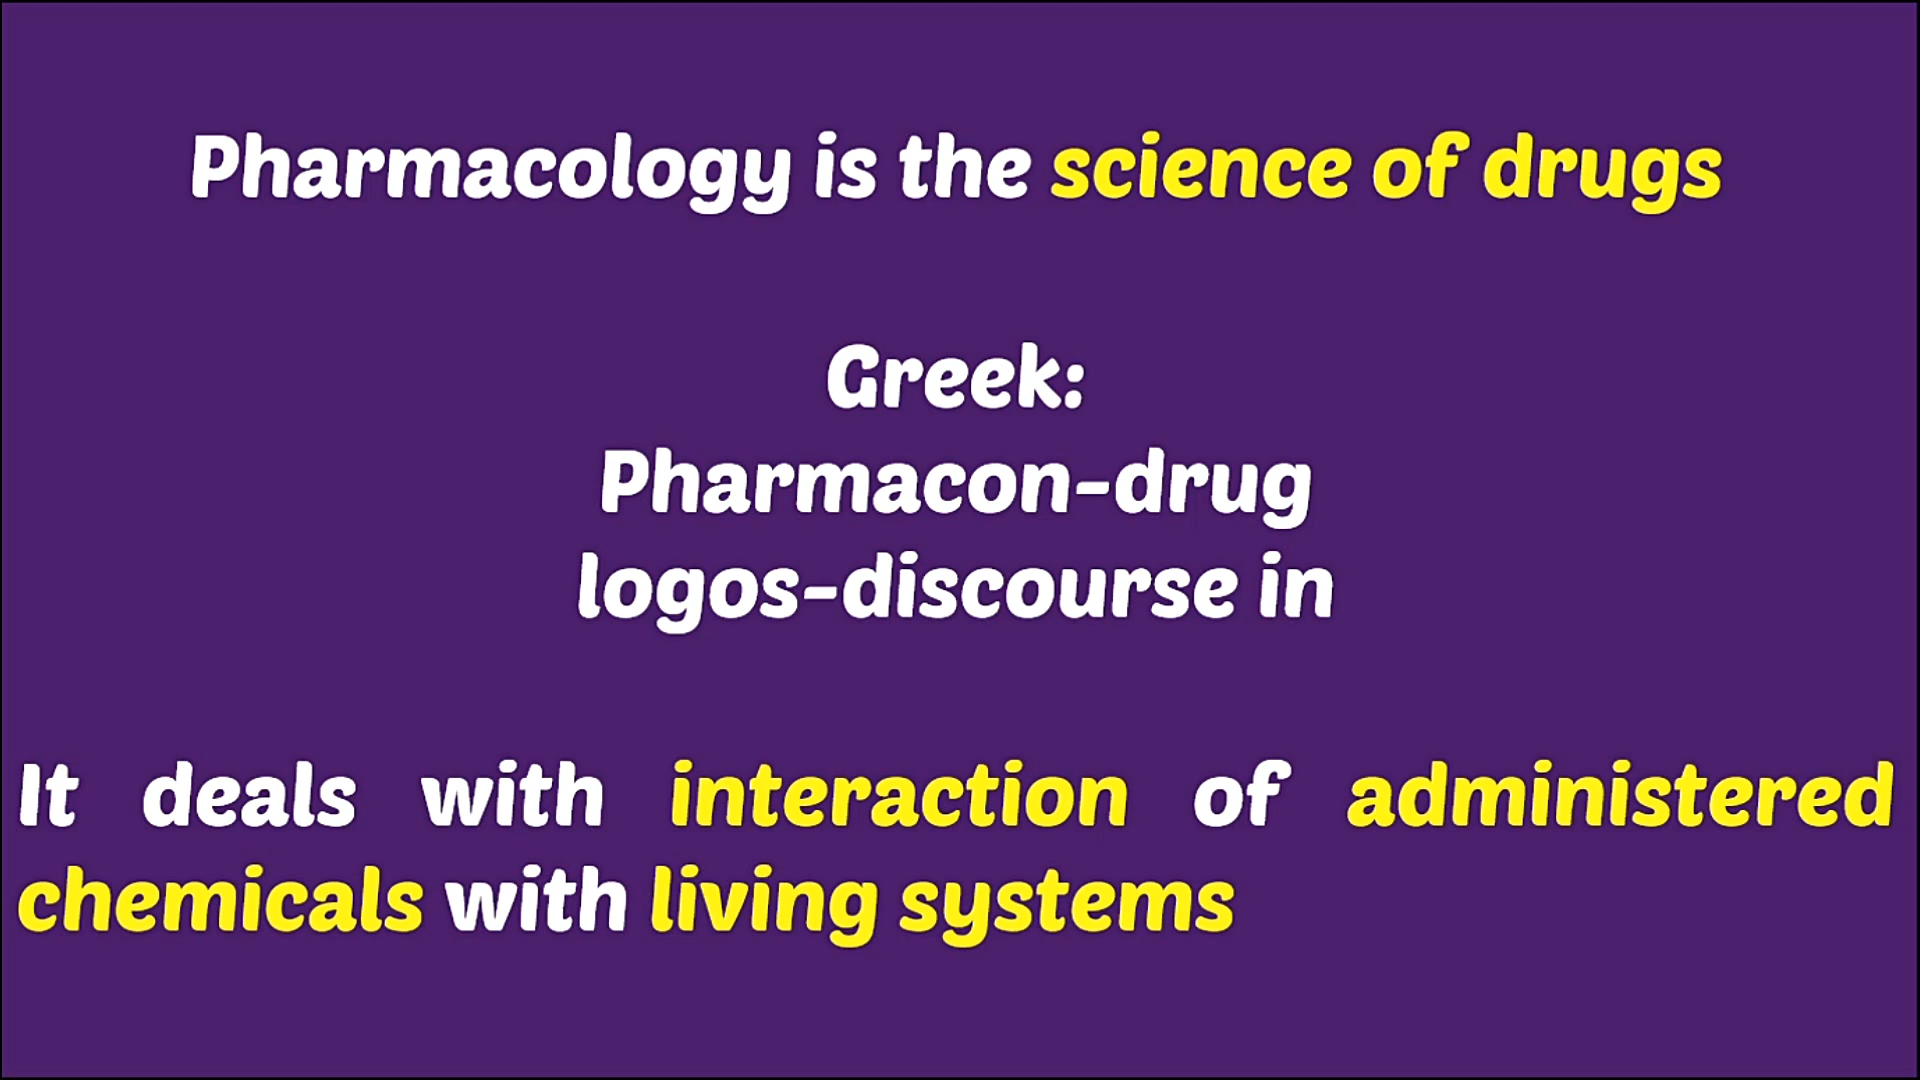 Pharmacology is the science of drugs
Greek:
Pharmacon-drug
logos-discourse in
It deals with interaction of administered
chemicals with living systems